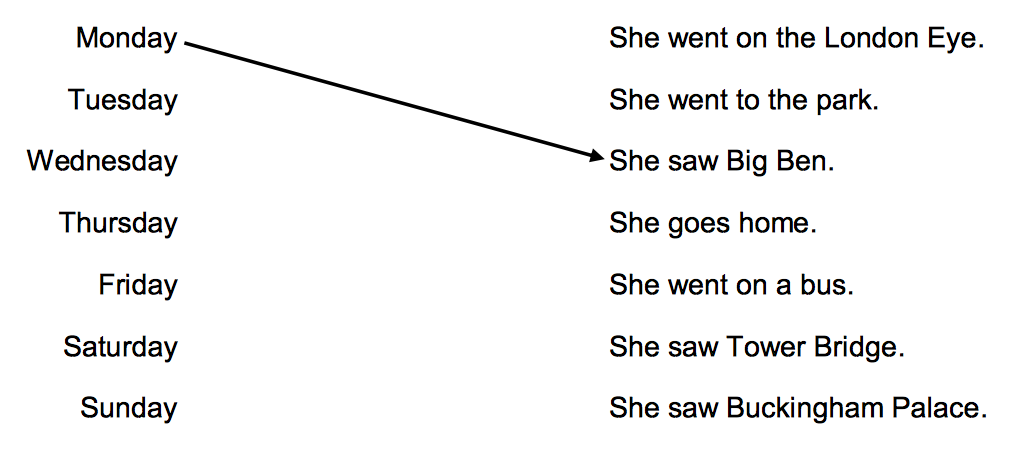 Monday She went on the London Eye.
Tuesday She went to the park.
Wednesday She saw Big Ben.
Thursday She goes home.
Friday She went on a bus.
Saturday She saw Tower Bridge.
Sunday She saw Buckingham Palace.